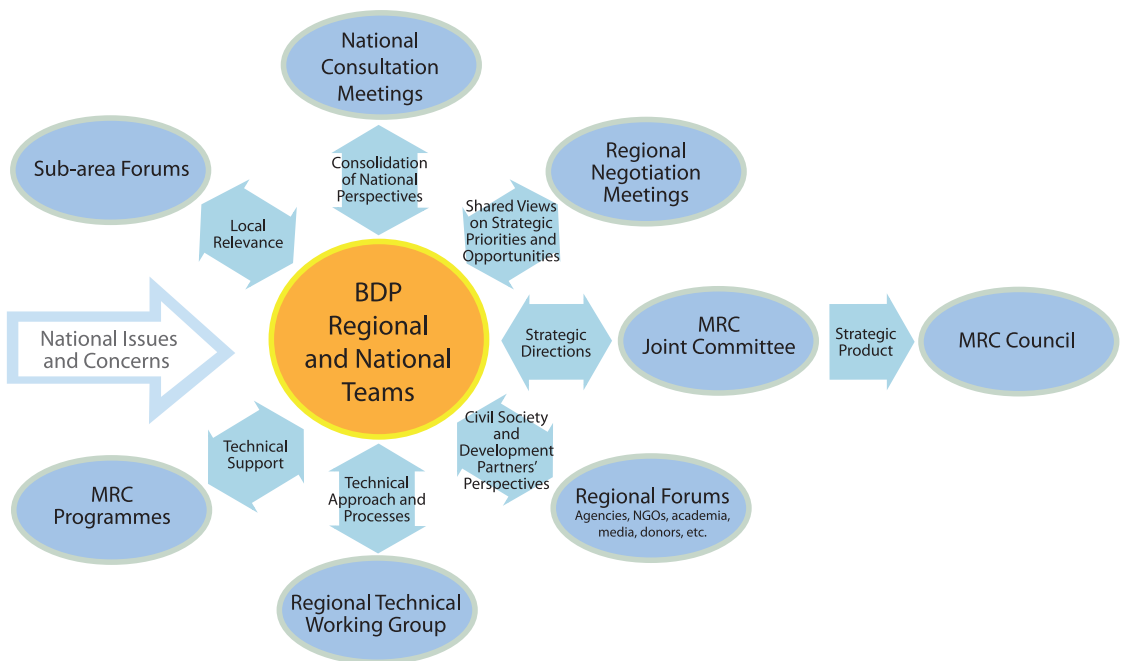 National
Consultation
Meetings
Sub-area Forums
Regional
Negotiation
Meetings
Consolidation
of National
Perspectives
Local
Relevance
Shared Views
on Strategic
Priorities and
Opportunities
National Issues
and Concerns
BDP
Regional
and National
Teams
Strategic
Directions
MRC
Joint Committee
Strategic
Product
MRC Council
Technical
Support
Technical
Approach and
Processes
Civil Society
and
Development
Partners’
Perspectives
MRC
Programmes
Regional Forums
Agencies, NGOs, academia,
media, donors, etc.
Regional Technical
Working Group